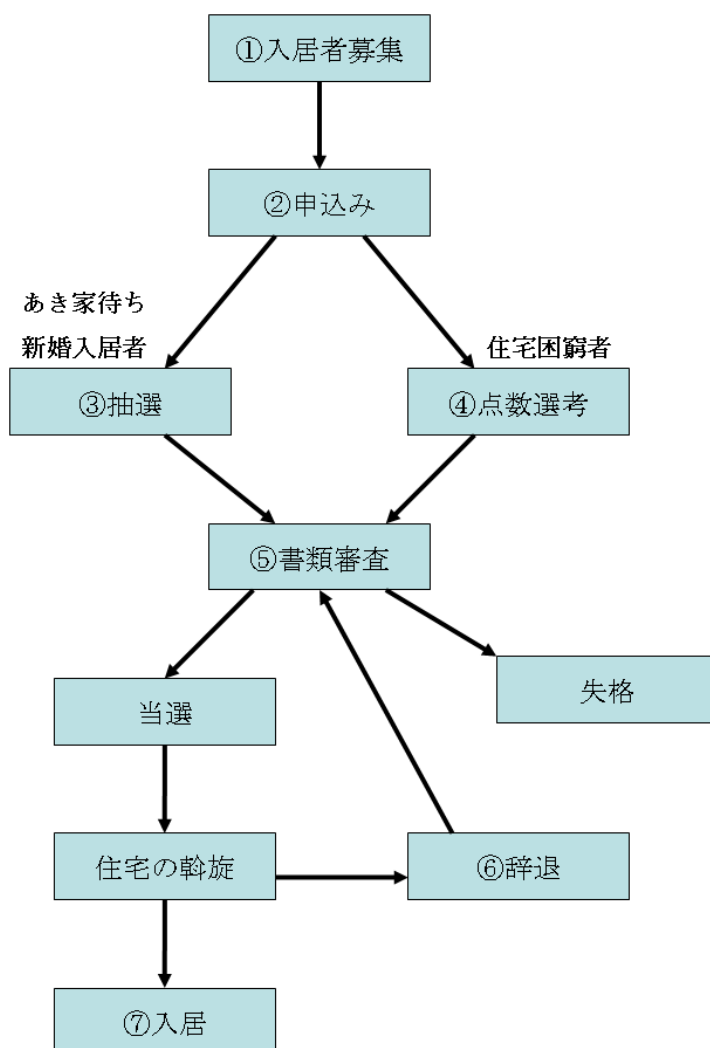 ①入居者募集
②申込み
あき家待ち
新婚入居者
住宅困窮者
③抽選
④点数選考
⑤書類審査
当選
失格
住宅の斡旋
⑥辞退
⑦入居